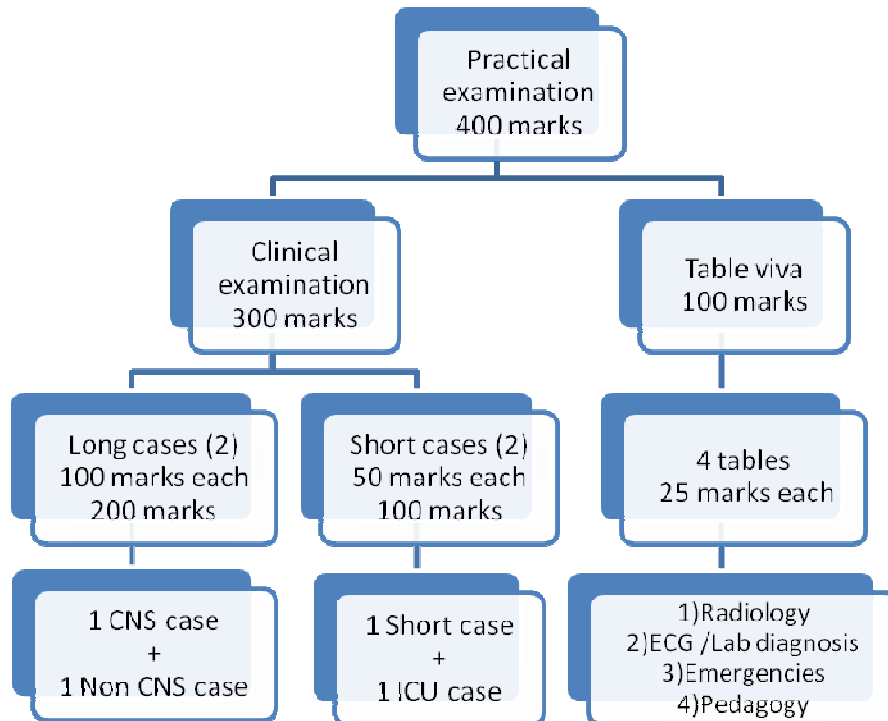 Practical
examination
400 marks
Clinical
examination
300 marks
Table viva
100 marks
Long cases (2)
100 marks each
200 marks
Short cases (2)
50 marks each
100 marks
4 tables
25 marks each
1 CNS case
+
1 Non CNS case
1 Short case
+
1 ICU case
1)Radiology
2)ECG /Lab diagnosis
3)Emergencies
4)Pedagogy